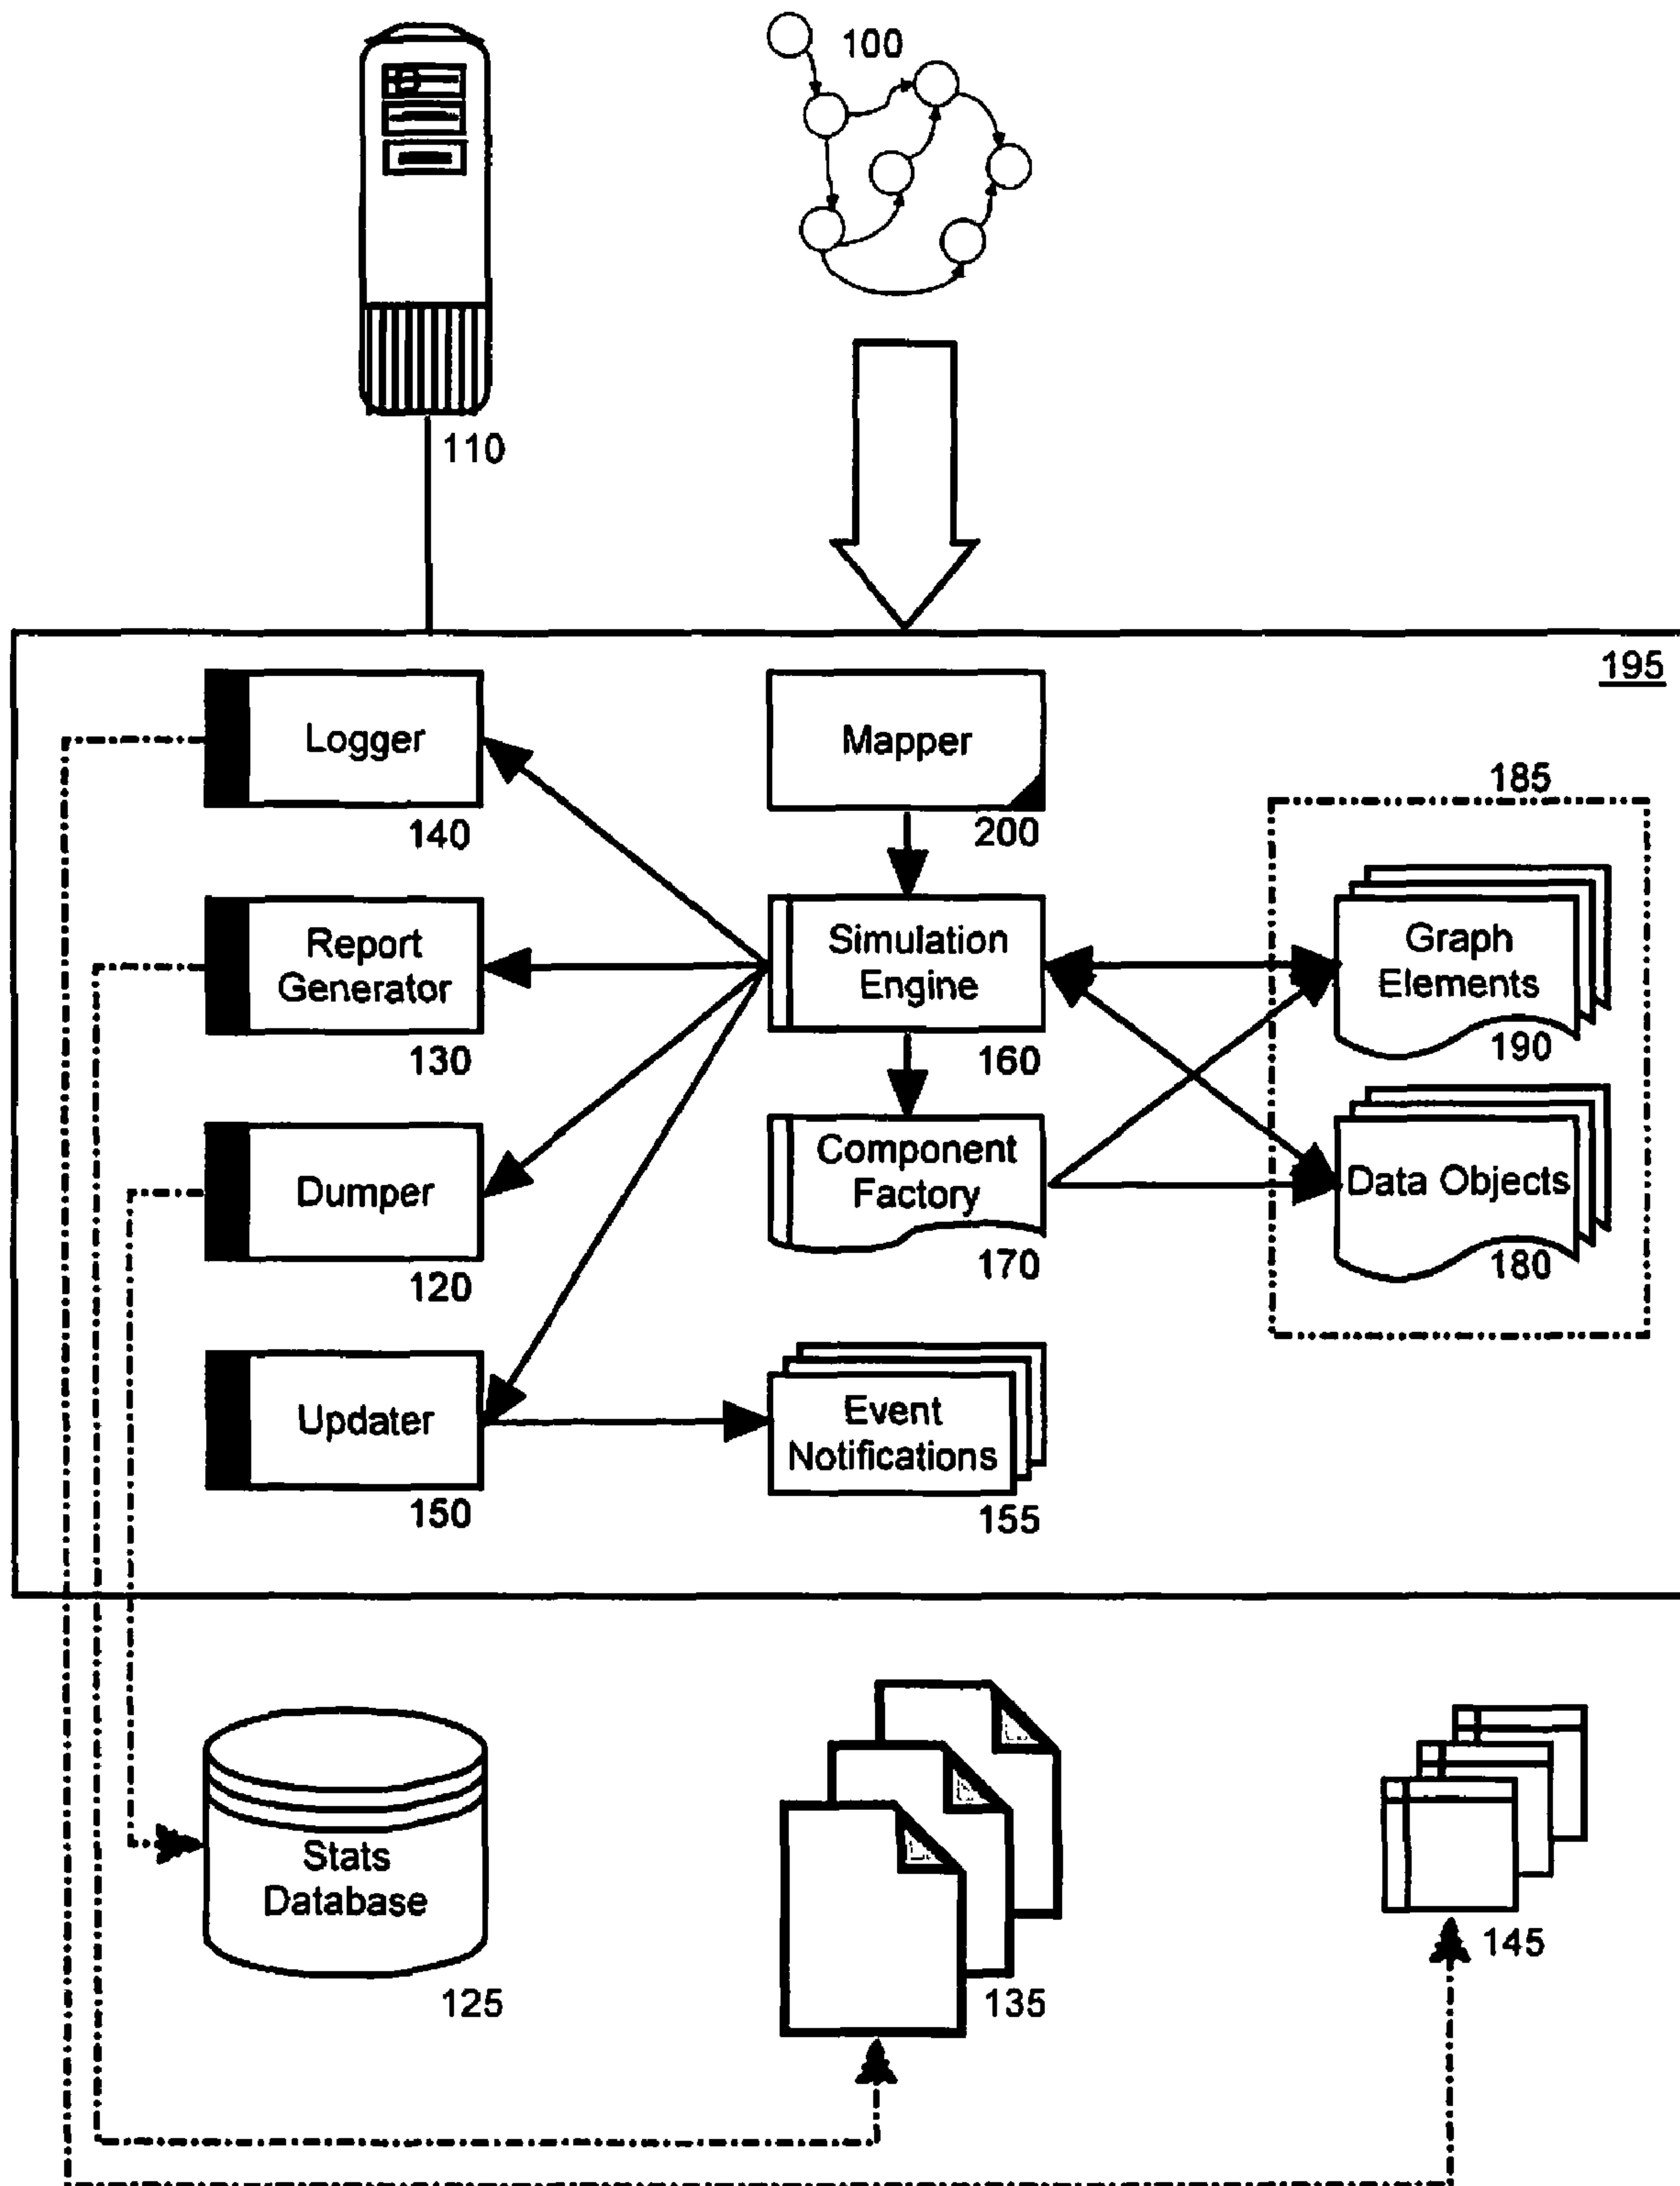 100
110
195
Logger
Mapper
185
140
200
Report
Generator
Simulation
Engine
Graph
Elements
190
130
160
Dumper
Component
Factory
Data Objects
120
170
180
Updater
Event
Notifications
150
155
Stats
Database
145
125
135